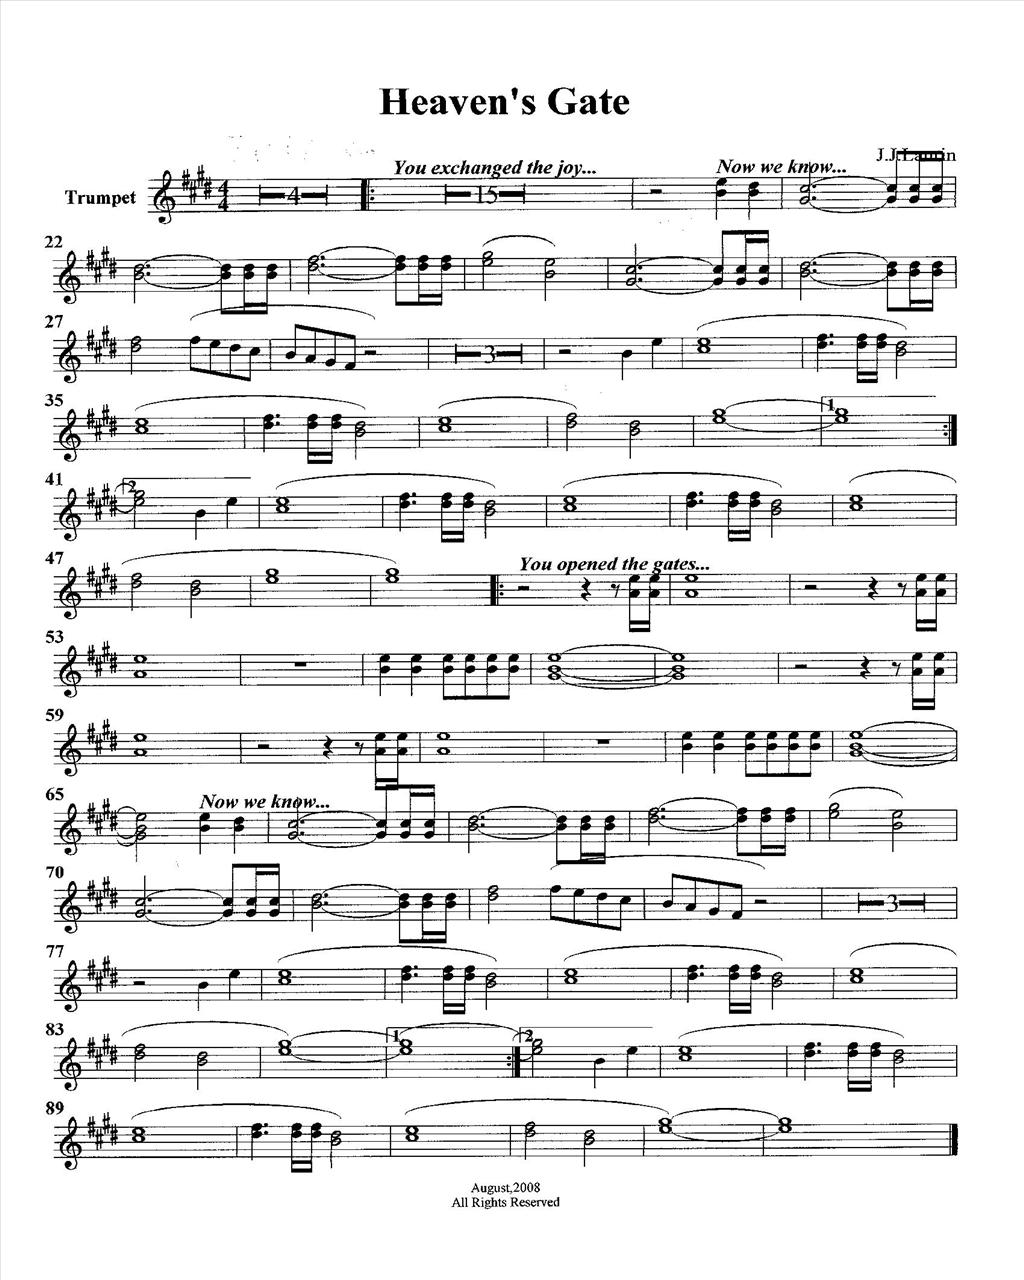 Heaven's Gate
J.J.
You exchanged the joy... Now we know...
Trumpet 4 4 4 15
22
27 3
35 1
41 2
47 You opened the gates...
53
59
65 Now we know...
70 3
77
83 1 2
89
August,2008
All Rights Reserved